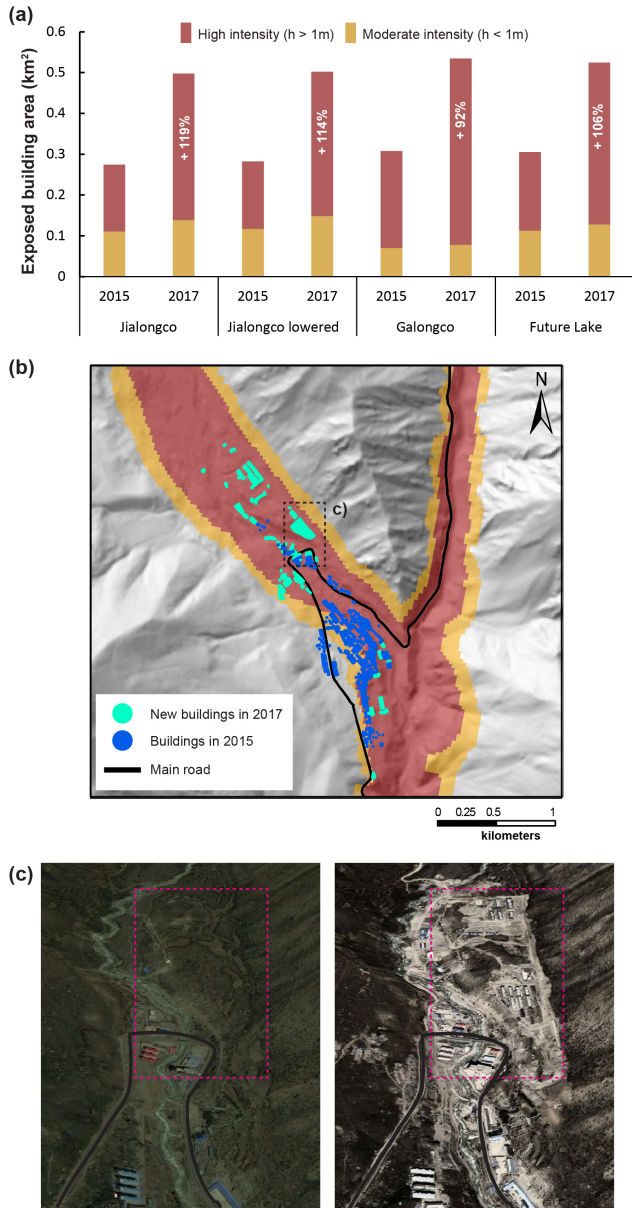 (a)
0.6
High intensity (h > 1m)
Moderate intensity (h < 1m)
0.5
0.4
0.3
0.2
0.1
0
Exposed building area (km²)
+ 119%
+ 114%
+ 92%
+ 106%
2015 2017 2015 2017 2015 2017 2015 2017
Jialongco Jialongco lowered Galongco Future Lake
(b)
N
c)
New buildings in 2017
Buildings in 2015
Main road
0 0.25 0.5 1
kilometers
(c)